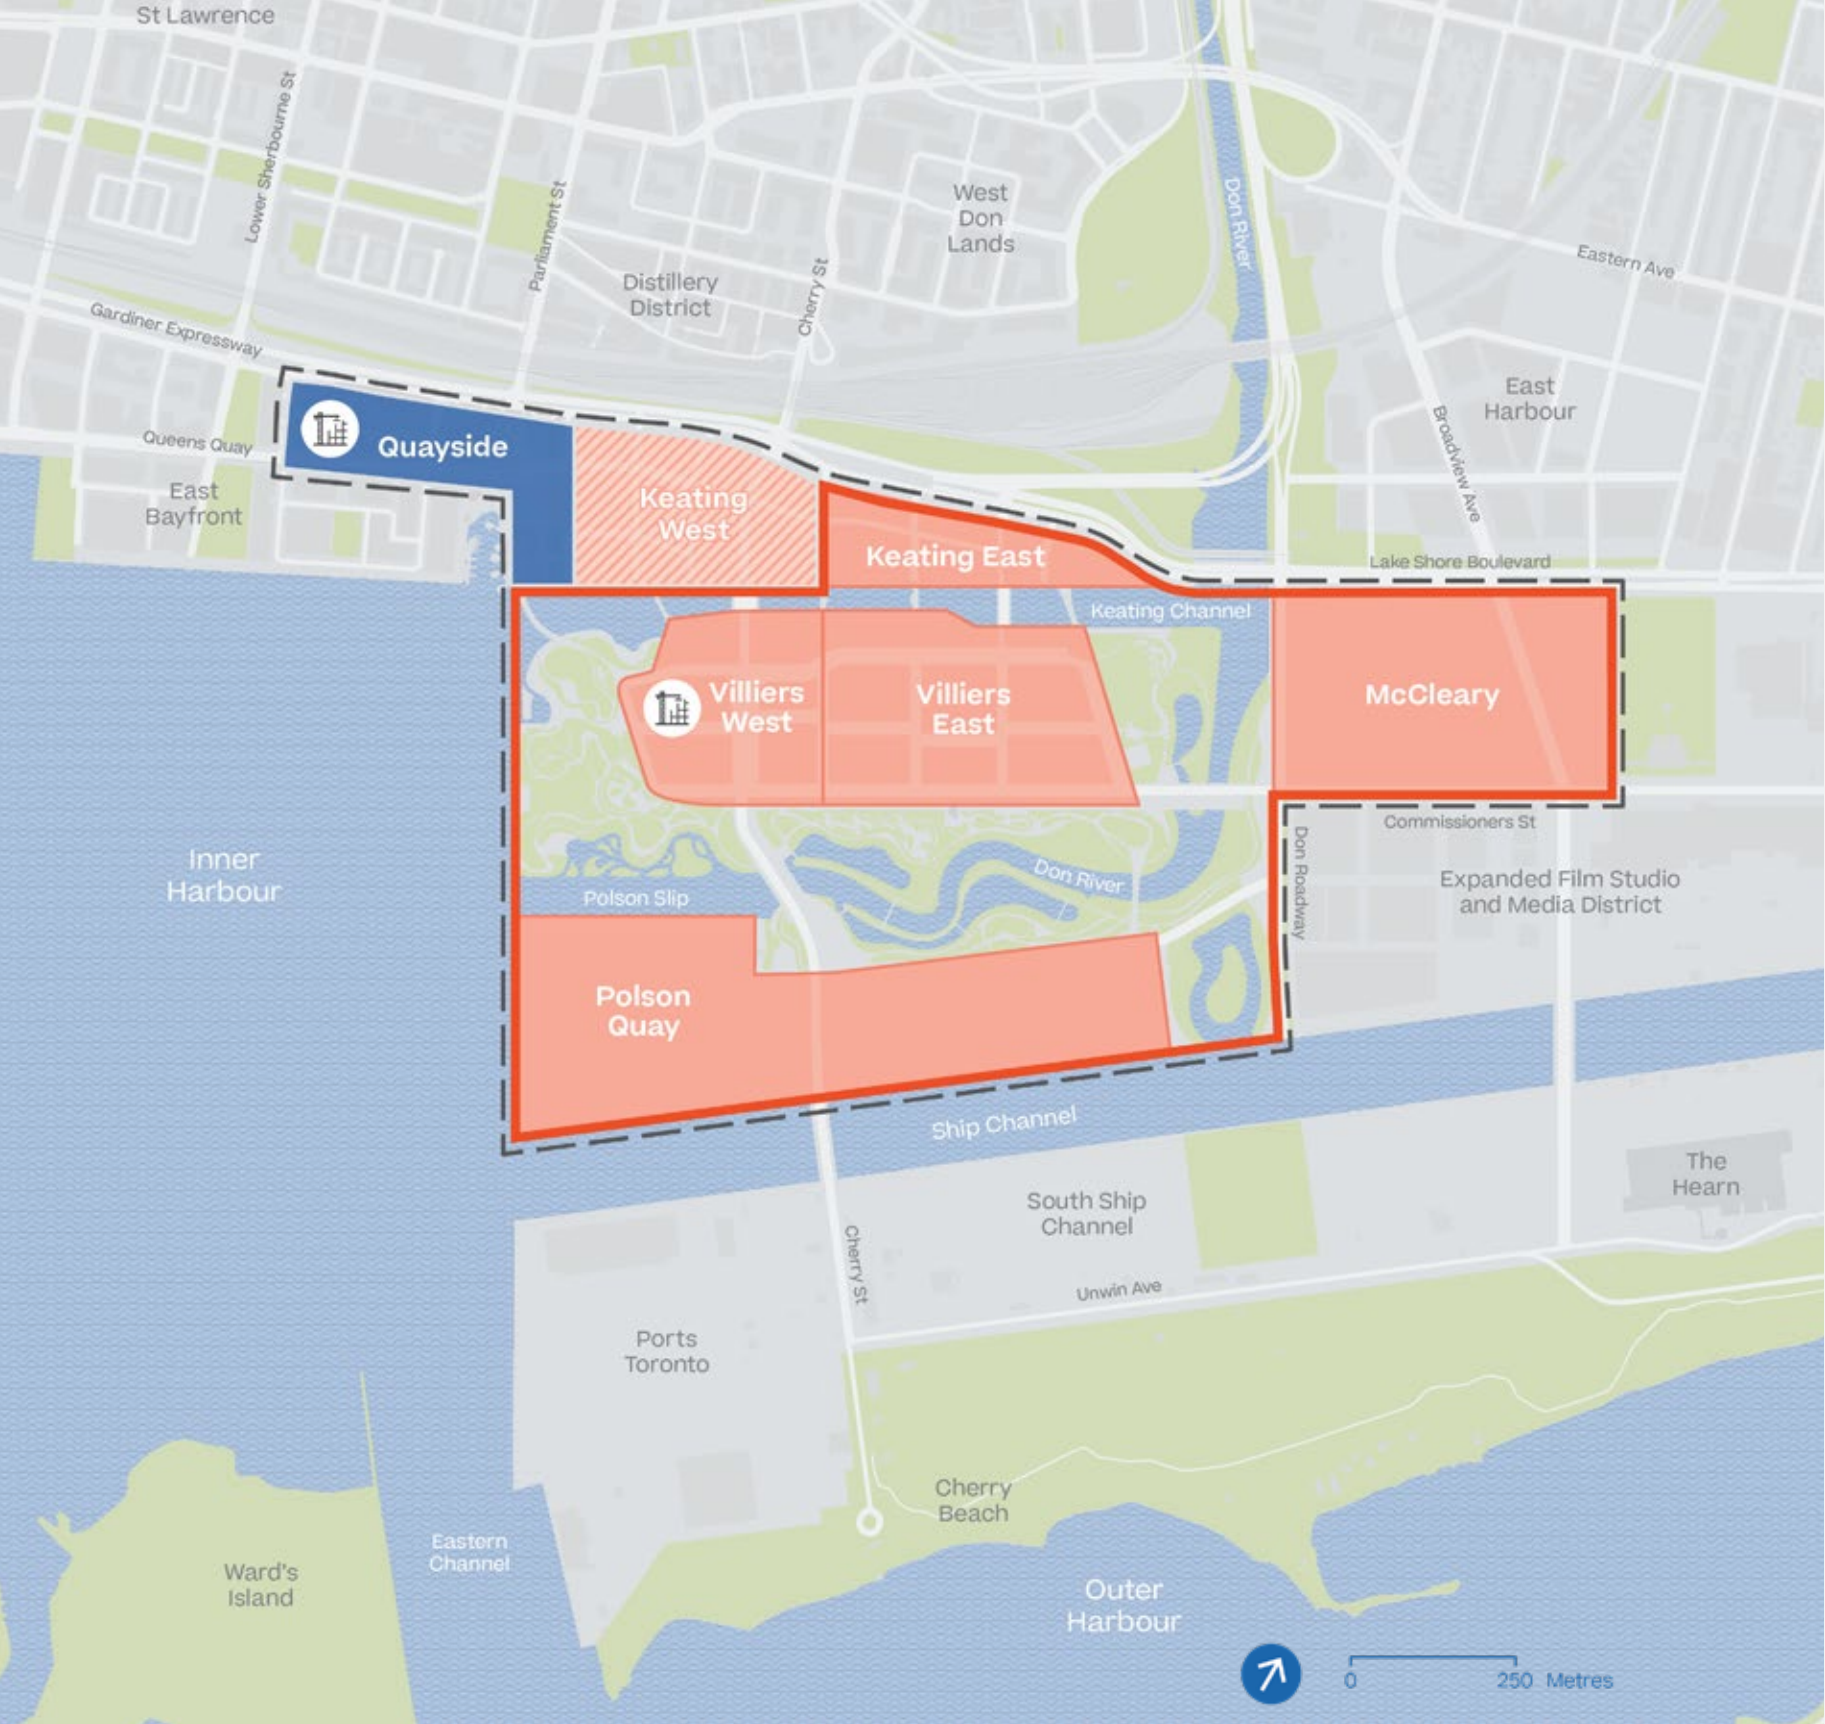 St Lawrence
Lower Sherbourne St
Parliament St
West
Don
Lands
Don River
Eastern Ave
Distillery
District
Cherry St
Gardiner Expressway
East
Harbour
Broadview Ave
Queens Quay
Quayside
East
Bayfront
Keating
West
Keating East
Lake Shore Boulevard
Keating Channel
Villiers
West
Villiers
East
McCleary
Commissioners St
Don Roadway
Inner
Harbour
Don River
Expanded Film Studio
and Media District
Polson Slip
Polson
Quay
Ship Channel
The
Hearn
South Ship
Channel
Cherry St
Unwin Ave
Ports
Toronto
Cherry
Beach
Eastern
Channel
Ward's
Island
Outer
Harbour
0 250 Metres